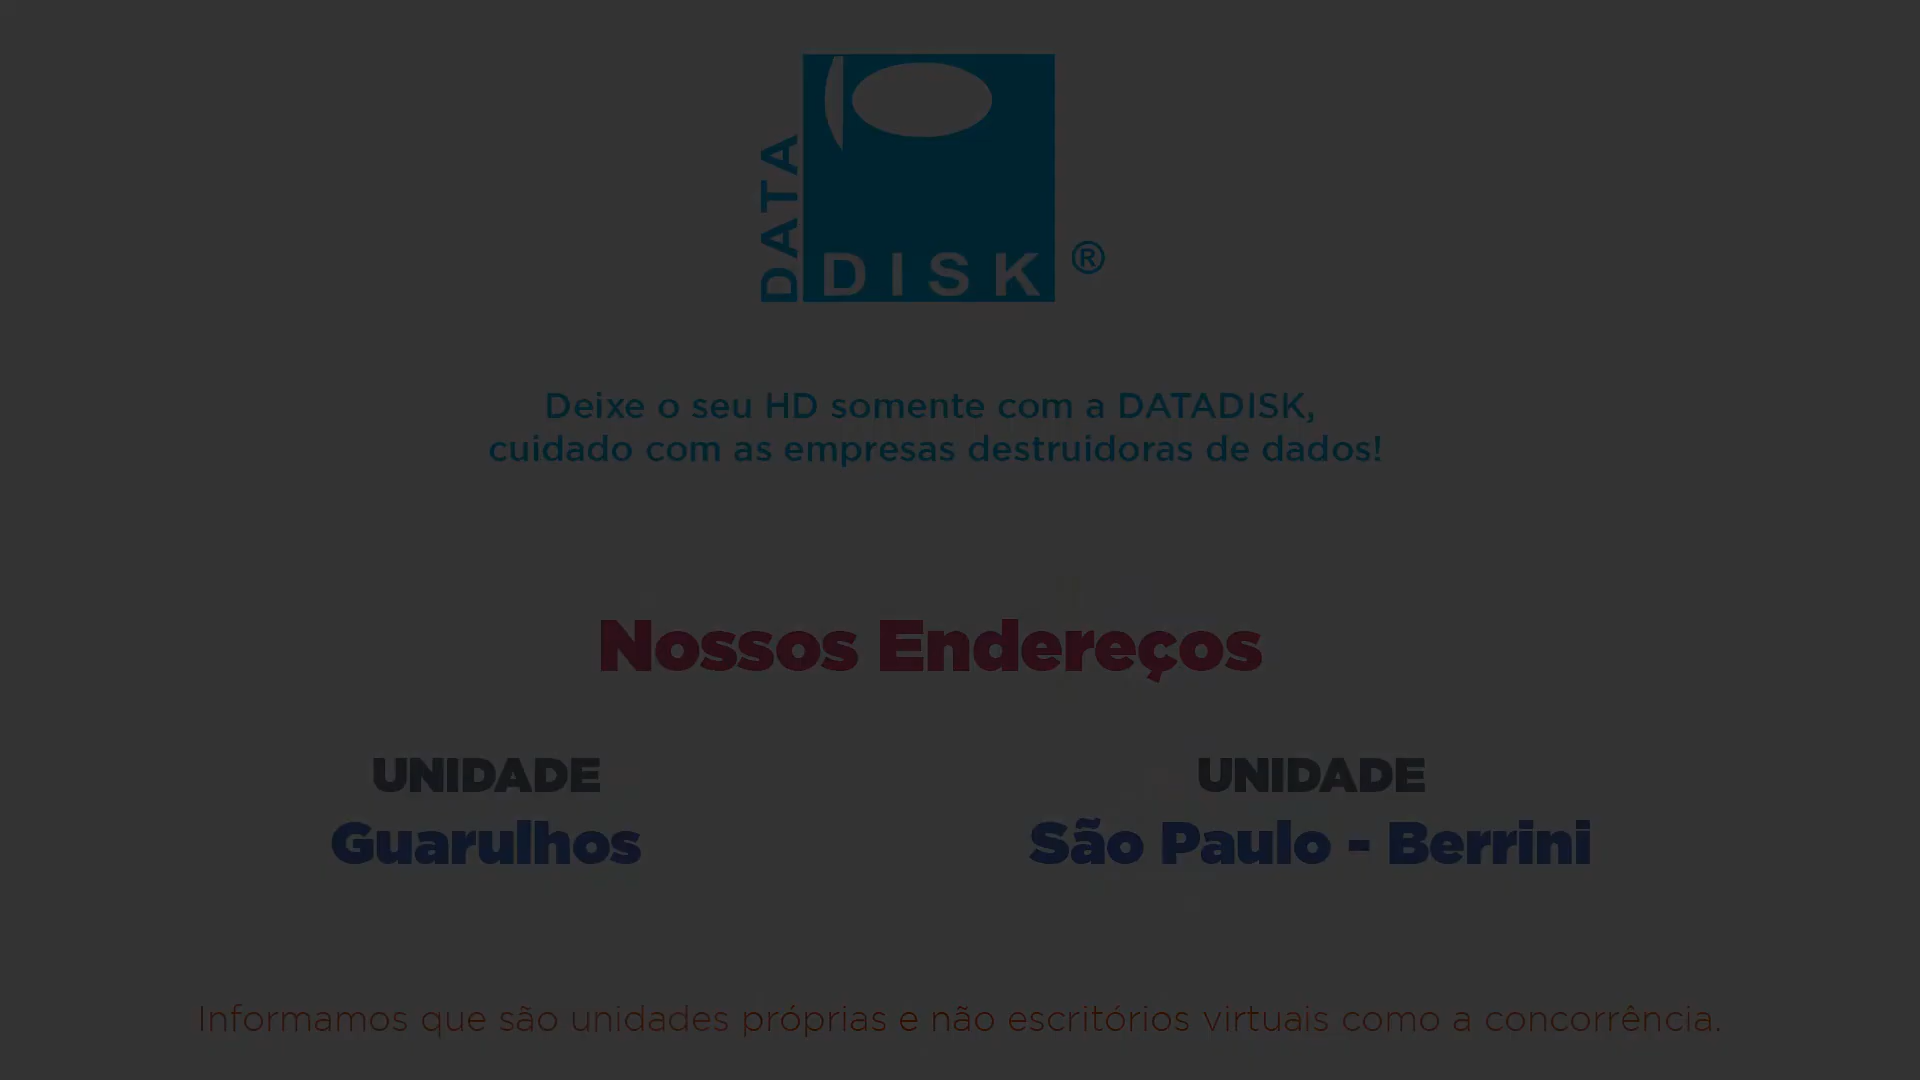 DATA
DISK ®
Deixe o seu HD somente com a DATADISK,
cuidado com as empresas destruidoras de dados!
Nossos Endereços
UNIDADE
Guarulhos
UNIDADE
São Paulo - Berrini
Informamos que são unidades próprias e não escritórios virtuais como a concorrência.